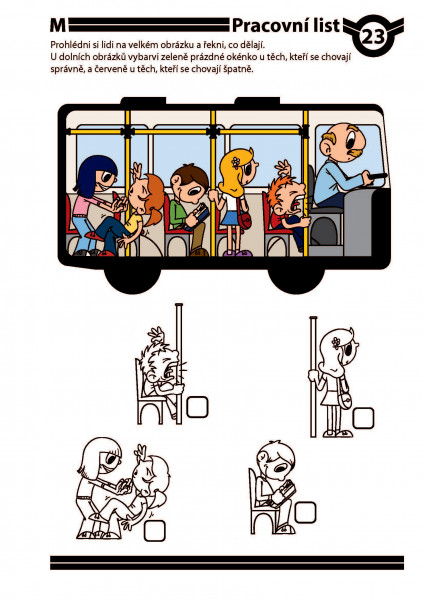 M Pracovní list 23
Prohlédni si lidi na velkém obrázku a řekni, co dělají.
U dolních obrázků vybarvi zeleně prázdné okénko u těch, kteří se chovají
správně, a červeně u těch, kteří se chovají špatně.